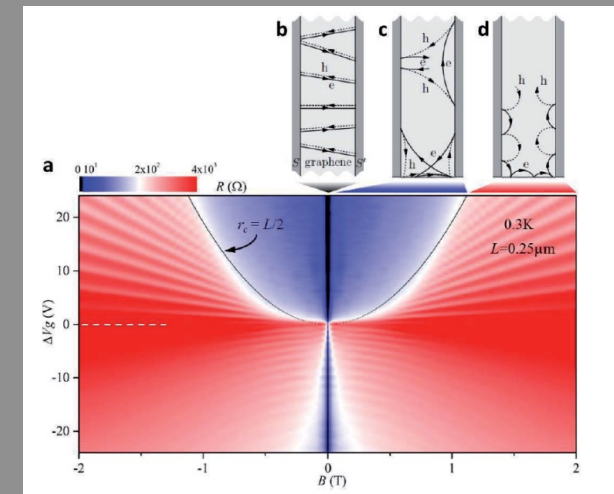 b
c
d
h
e
S graphene S'
h
e
h
h
e
h h
e
a
0 10¹ 2x10² 4x10³
R (Ω)
r_c = L/2
0.3K
L=0.25μm
20
10
0
-10
-20
ΔVg (V)
-2 -1 0 1 2
B (T)